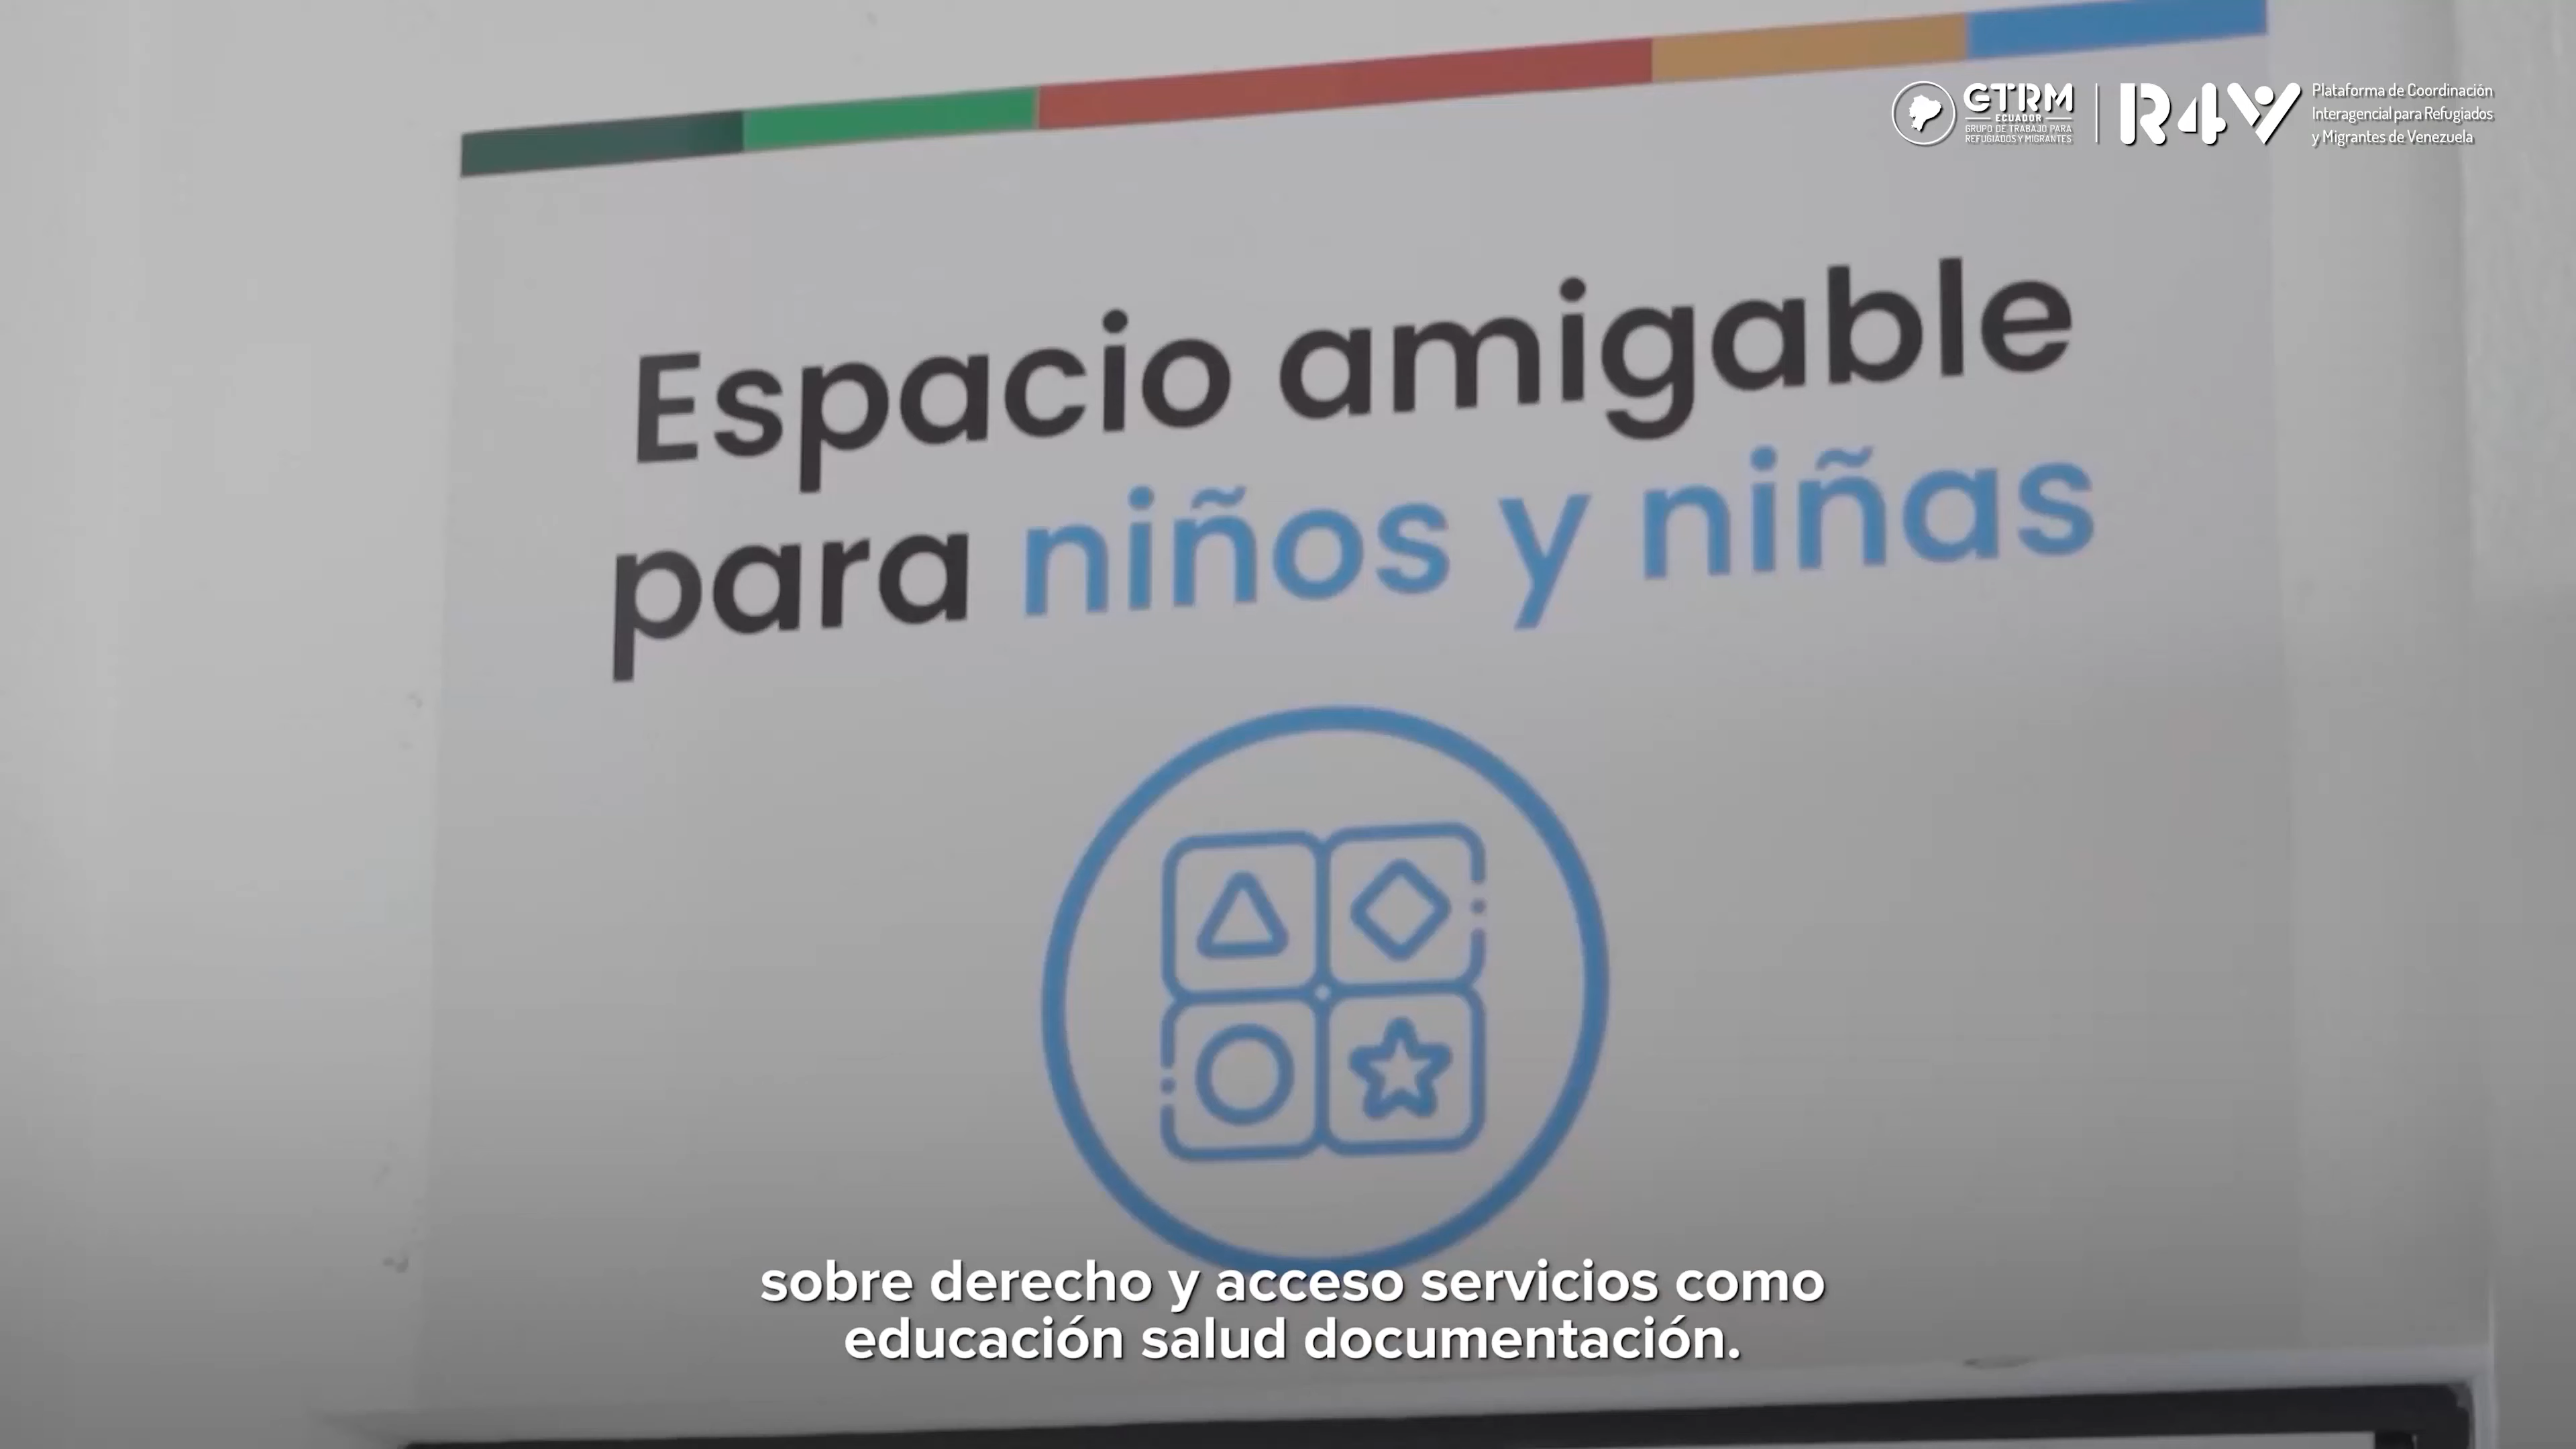 GTRM
ECUADOR
GRUPO DE TRABAJO PARA
REFUGIADOS Y MIGRANTES
R4V
Plataforma de Coordinación
Interagencial para Refugiados
y Migrantes de Venezuela
Espacio amigable
para niños y niñas
sobre derecho y acceso servicios como
educación salud documentación.